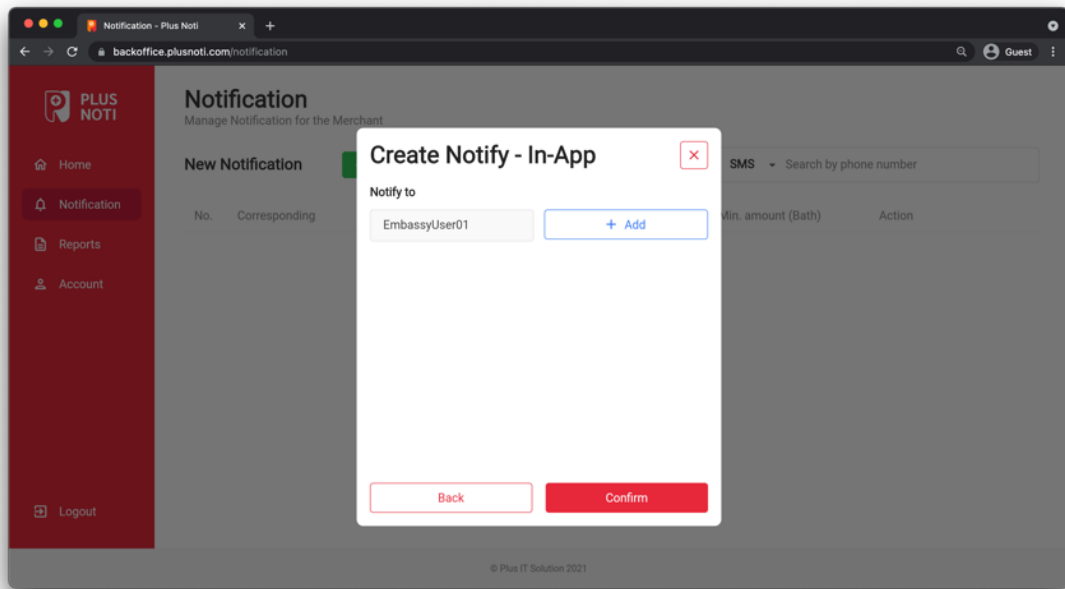 Notification - Plus Noti
backoffice.plusnoti.com/notification
Guest
PLUS
NOTI
Home
Notification
Reports
Account
Logout
Notification
Manage Notification for the Merchant
New Notification
SMS
Search by phone number
No.
Corresponding
Min. amount (Bath)
Action
Create Notify - In-App
Notify to
EmbassyUser01
+ Add
Back
Confirm
© Plus IT Solution 2021